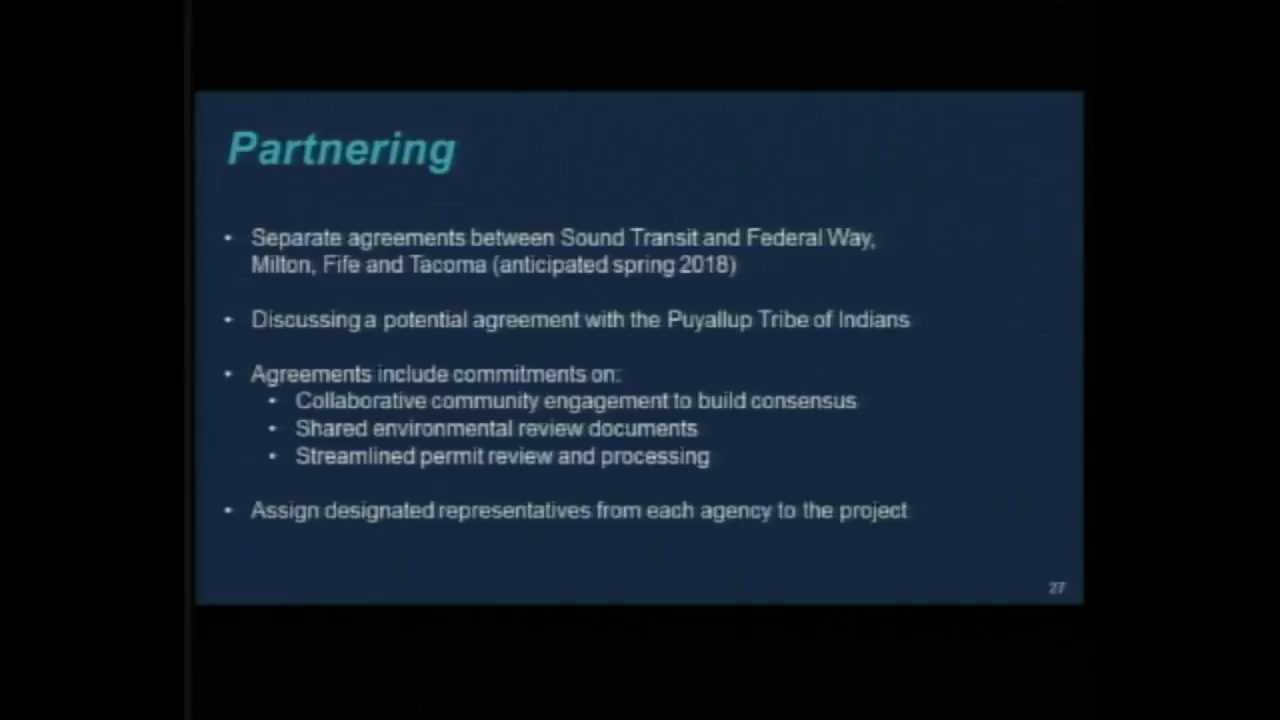 Partnering
• Separate agreements between Sound Transit and Federal Way,
Milton, Fife and Tacoma (anticipated spring 2018)
• Discussing a potential agreement with the Puyallup Tribe of Indians
• Agreements include commitments on:
• Collaborative community engagement to build consensus
• Shared environmental review documents
• Streamlined permit review and processing
• Assign designated representatives from each agency to the project
27